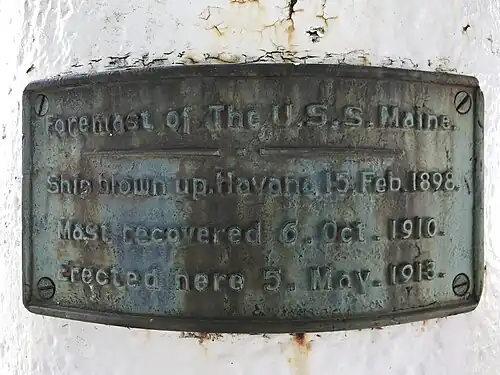 Foremast of The U.S.S. Maine.
Ship blown up, Havana, 15. Feb. 1898.
Mast recovered 6. Oct. 1910.
Erected here 5. May. 1913.